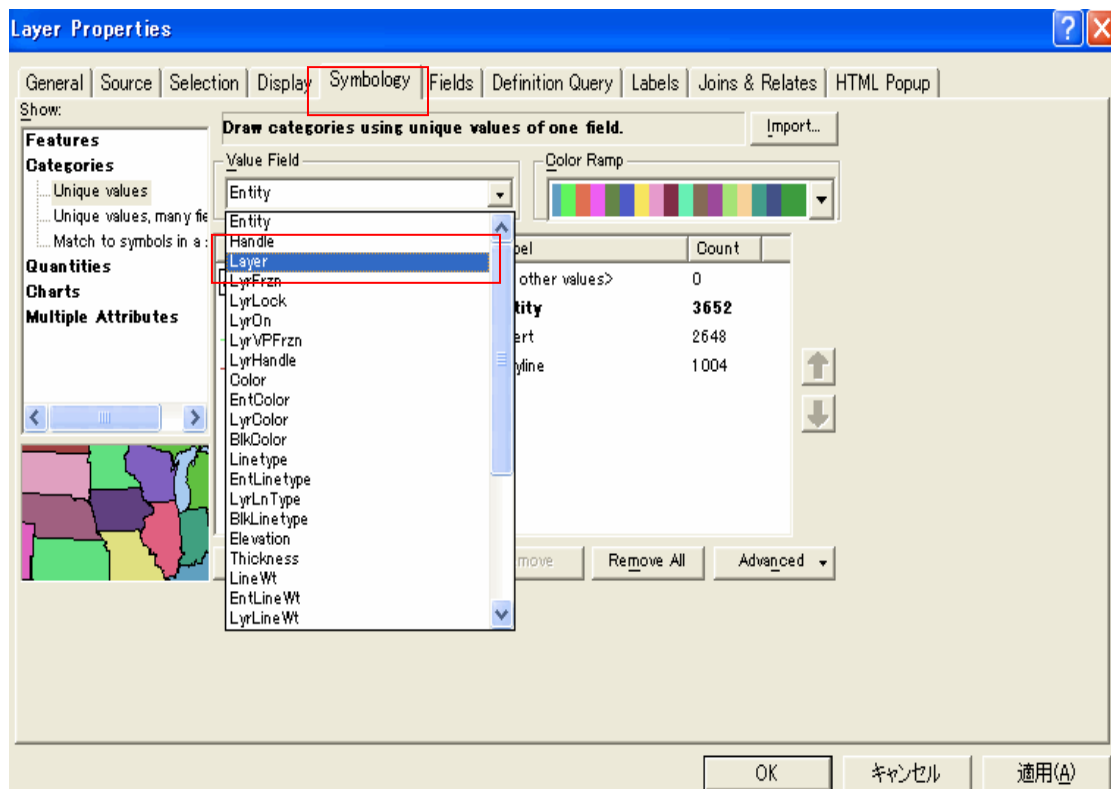 Layer Properties
General Source Selection Display Symbology Fields Definition Query Labels Joins & Relates HTML Popup
Show:
Features
Categories
Unique values
Unique values, many fie
Match to symbols in a :
Quantities
Charts
Multiple Attributes
Draw categories using unique values of one field.
Import...
Value Field
Entity
Color Ramp
Entity
Handle
Layer
LyrFrzn
LyrLock
LyrOn
LyrVPFrzn
LyrHandle
Color
EntColor
LyrColor
BlkColor
Linetype
EntLinetype
LyrLnType
BlkLinetype
Elevation
Thickness
LineWt
EntLineWt
LyrLineWt
bel Count
other values> 0
tity 3652
ert 2648
yline 1004
move Remove All Advanced
OK キャンセル 適用(A)